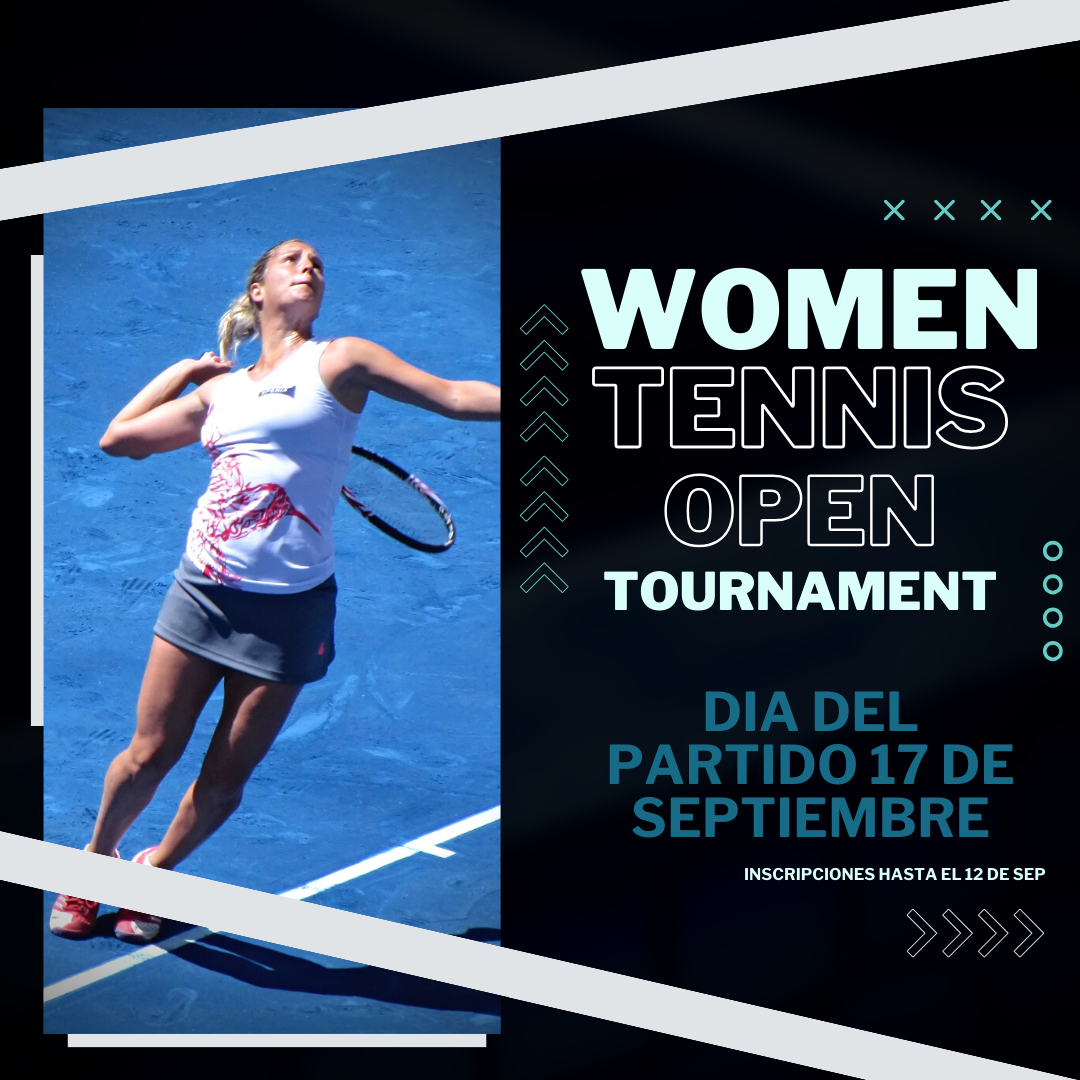 WOMEN
TENNIS
OPEN
TOURNAMENT
DIA DEL
PARTIDO 17 DE
SEPTIEMBRE
INSCRIPCIONES HASTA EL 12 DE SEP